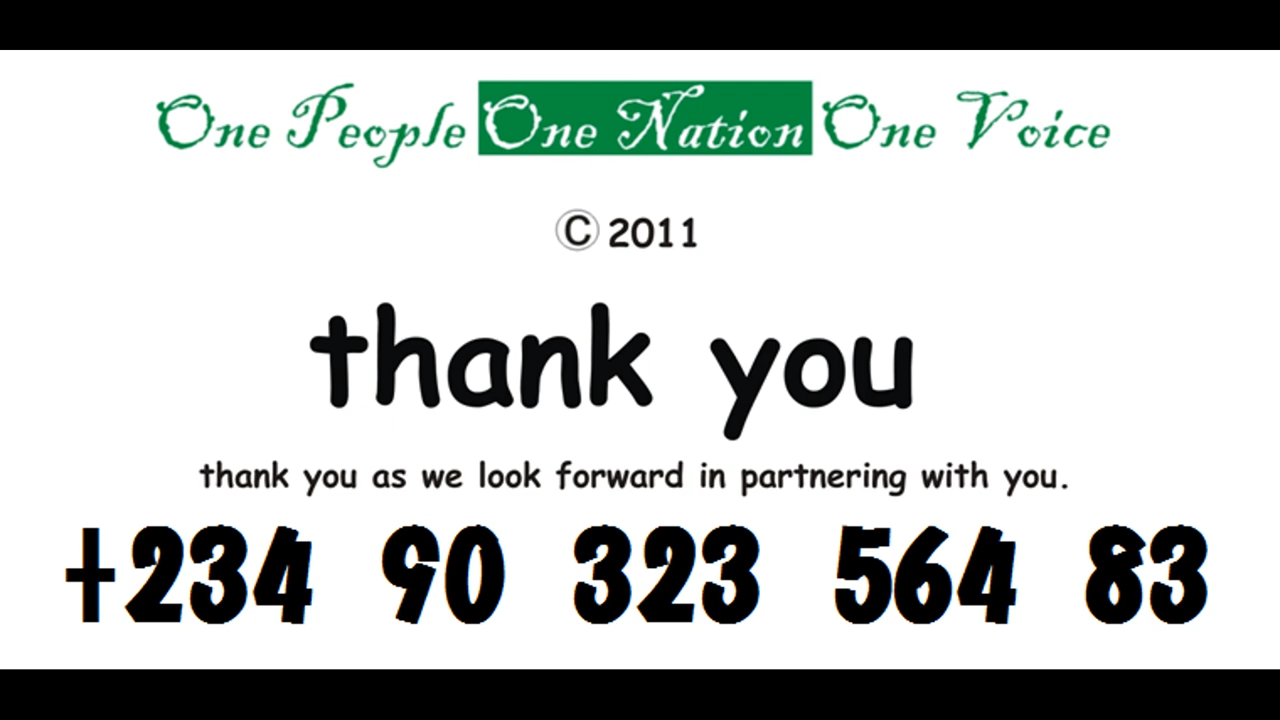 One People One Nation One Voice
© 2011
thank you
thank you as we look forward in partnering with you.
+234 90 323 564 83